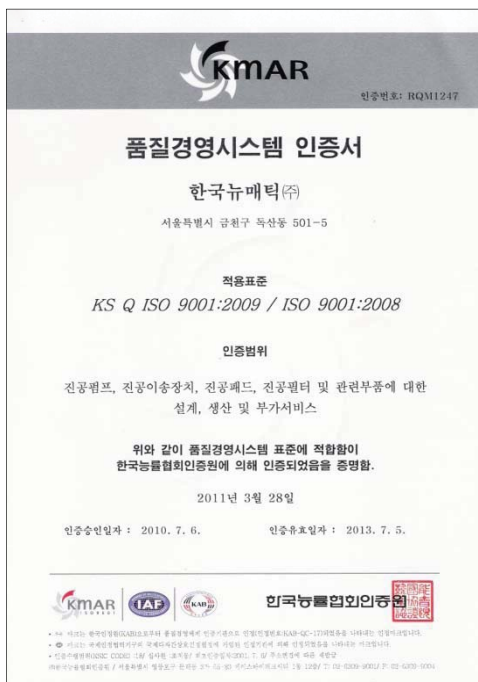 KMAR
인증번호: RQM1247
품질경영시스템 인증서
한국뉴매틱㈜
서울특별시 금천구 독산동 501-5
적용표준
KS Q ISO 9001:2009 / ISO 9001:2008
인증범위
진공펌프, 진공이송장치, 진공패드, 진공필터 및 관련부품에 대한
설계, 생산 및 부가서비스
위와 같이 품질경영시스템 표준에 적합함이
한국능률협회인증원에 의해 인증되었음을 증명함.
2011년 3월 28일
인증승인일자 : 2010. 7. 6.
인증유효일자 : 2013. 7. 5.
KMAR
IAF
KAB
한국능률협회인증원